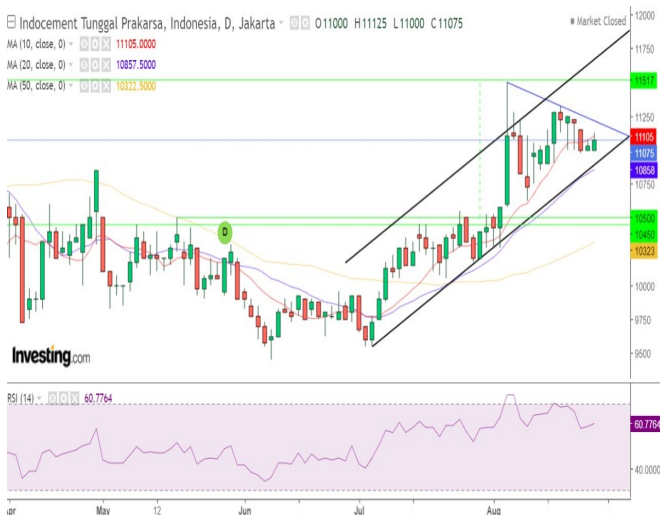 Indocement Tunggal Prakarsa, Indonesia, D, Jakarta O11000 H11125 L11000 C11075
Market Closed
MA (10, close, 0) 11105.0000
MA (20, close, 0) 10857.5000
MA (50, close, 0) 10322.5000
12000
11750
11517
11250
11105
11075
10858
10750
10500
10450
10323
10000
9750
9500
D
Investing.com
RSI (14) 60.7764
60.7764
40.0000
May 12 Jun Jul Aug